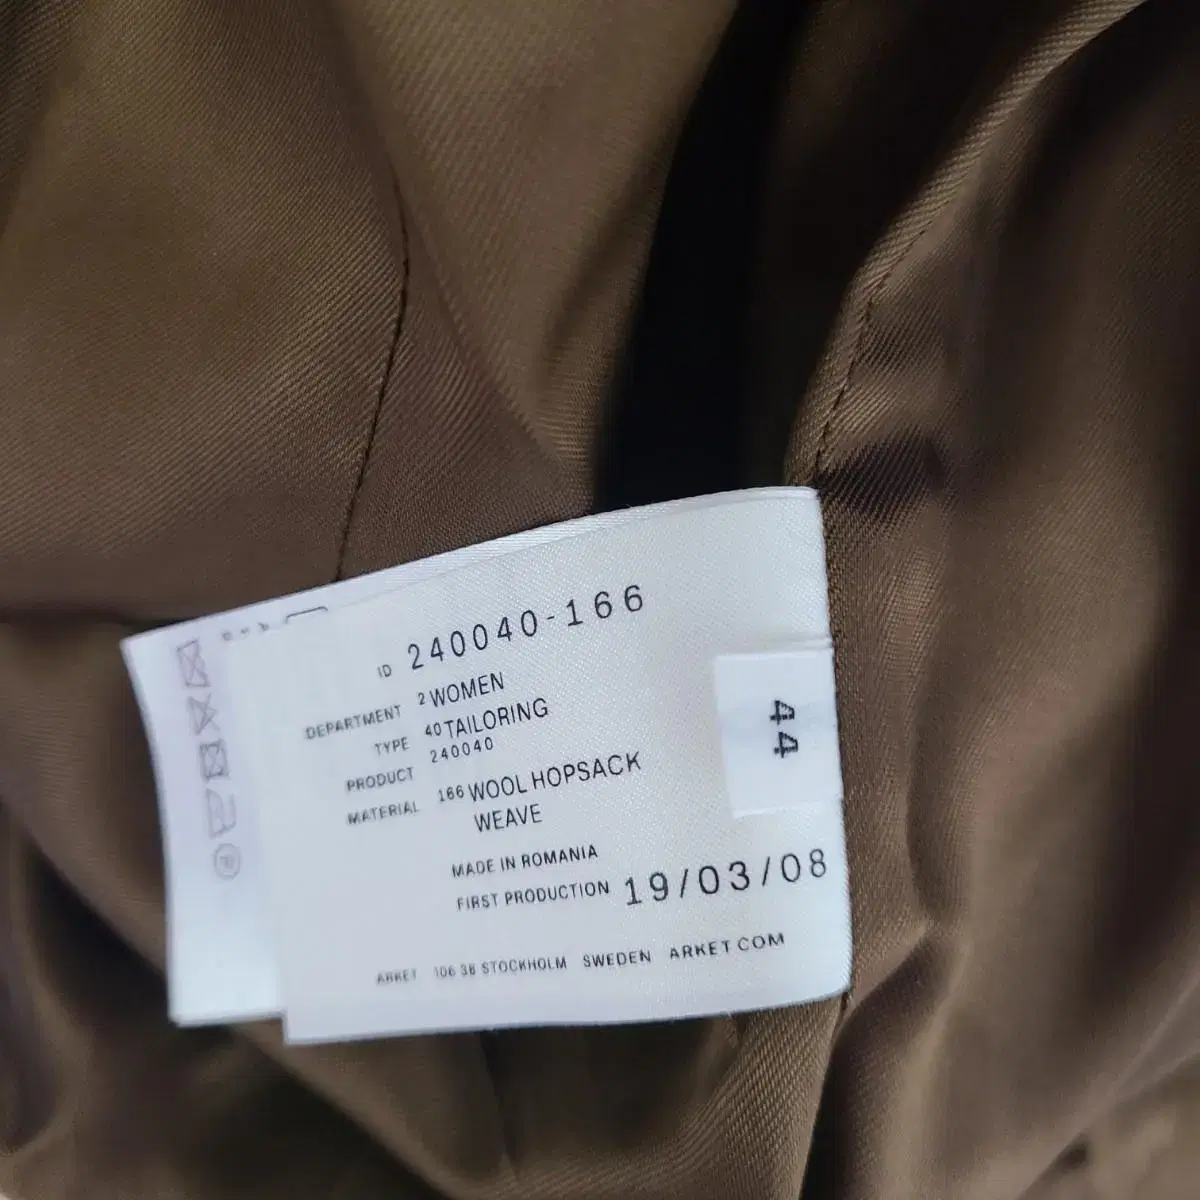 ID 240040-166
DEPARTMENT 2 WOMEN
TYPE 40 TAILORING
PRODUCT 240040
MATERIAL 166 WOOL HOPSACK
WEAVE
MADE IN ROMANIA
FIRST PRODUCTION 19/03/08
ARKET 106 38 STOCKHOLM SWEDEN ARKET COM
44